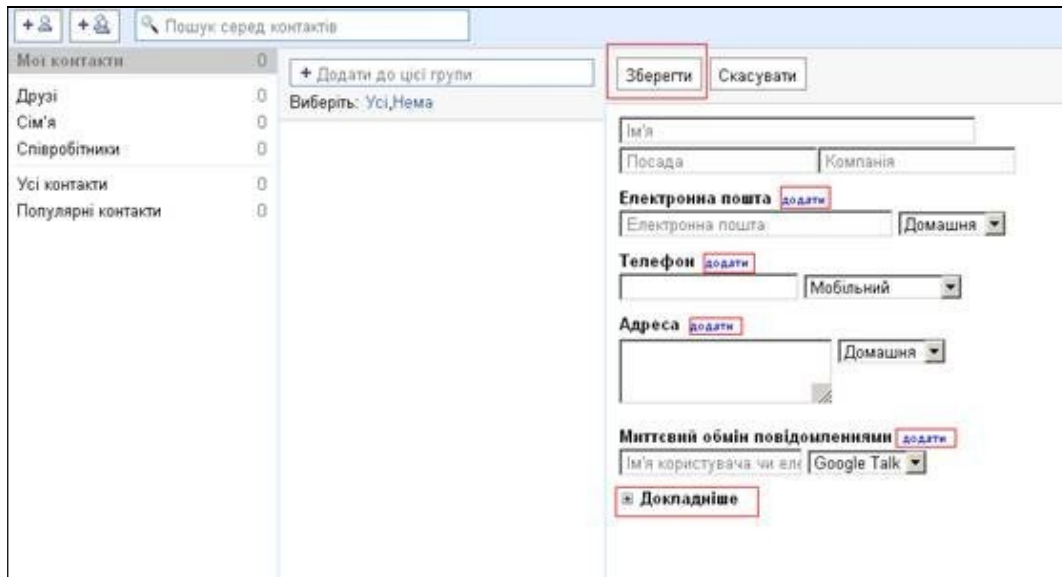 Пошук серед контактів
Мої контакти 0
Друзі 0
Сім'я 0
Співробітники 0
Усі контакти 0
Популярні контакти 0
+ Додати до цієї групи
Виберіть: Усі,Нема
Зберегти Скасувати
Ім'я
Посада Компанія
Електронна пошта додати
Електронна пошта Домашня
Телефон додати
Мобільний
Адреса додати
Домашня
Миттєвий обмін повідомленнями додати
Ім'я користувача чи еле Google Talk
Докладніше